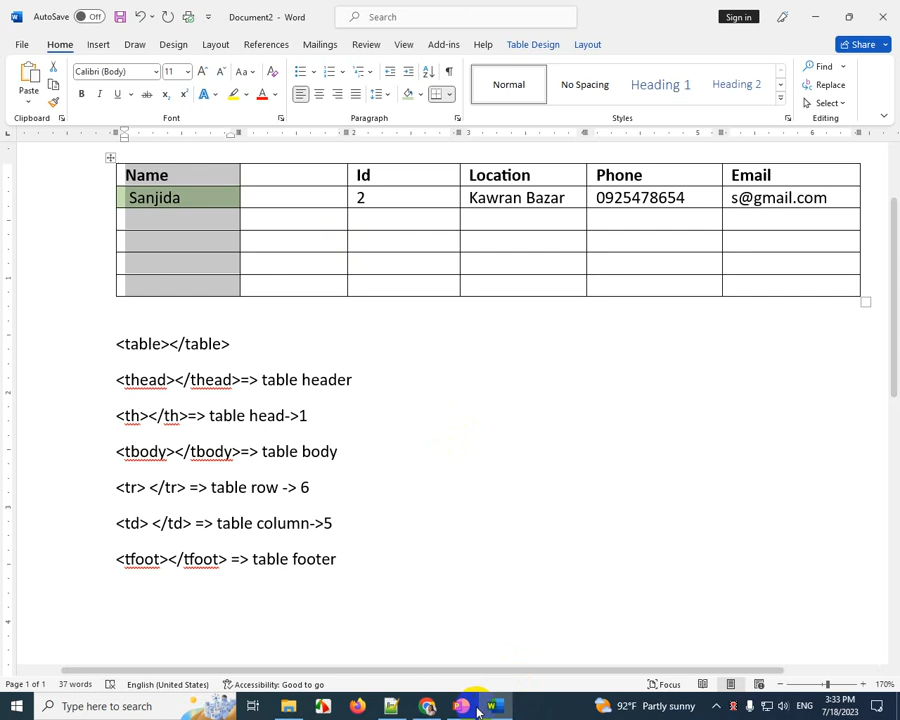 AutoSave Off Document2 - Word Search Sign in
File Home Insert Draw Design Layout References Mailings Review View Add-ins Help Table Design Layout Share
Paste Calibri (Body) 11 Normal No Spacing Heading 1 Heading 2 Find Replace Select
Clipboard Font Paragraph Styles Editing
Name Id Location Phone Email
Sanjida 2 Kawran Bazar 0925478654 s@gmail.com
<table></table>
<thead></thead>=> table header
<th></th>=> table head->1
<tbody></tbody>=> table body
<tr> </tr> => table row -> 6
<td> </td> => table column->5
<tfoot></tfoot> => table footer
Page 1 of 1 37 words English (United States) Accessibility: Good to go Focus 170%
Type here to search 92°F Partly sunny ENG 3:33 PM
7/18/2023